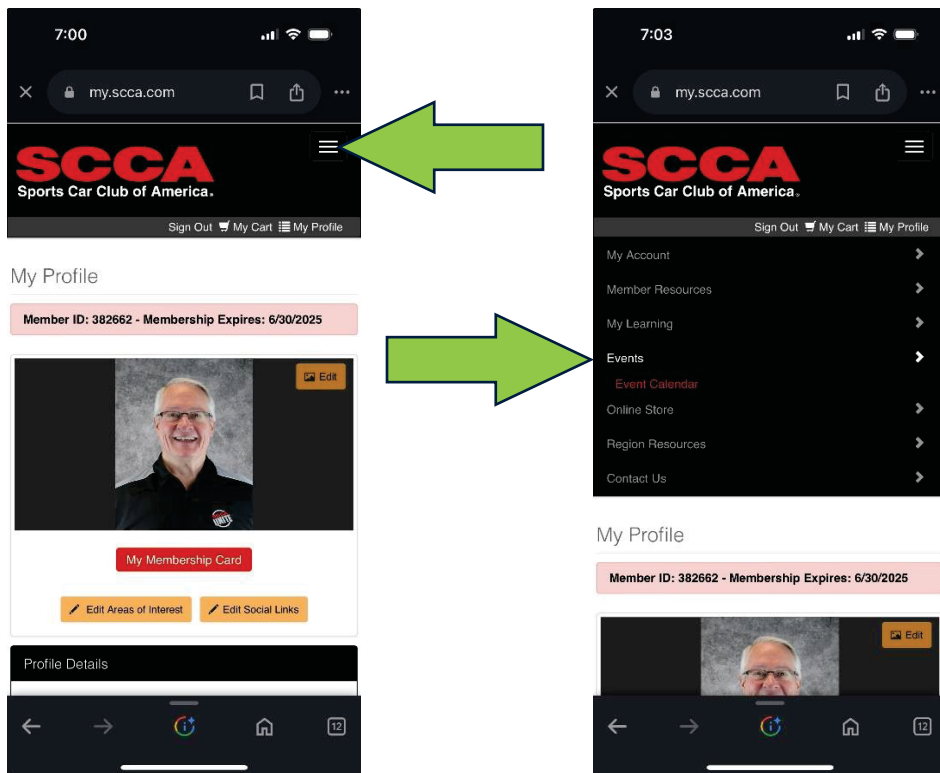 7:00
my.scca.com
SCCA
Sports Car Club of America.
Sign Out My Cart My Profile
My Profile
Member ID: 382662 - Membership Expires: 6/30/2025
Edit
UNITE
My Membership Card
Edit Areas of Interest Edit Social Links
Profile Details
12
7:03
my.scca.com
SCCA
Sports Car Club of America.
Sign Out My Cart My Profile
My Account
Member Resources
My Learning
Events
Event Calendar
Online Store
Region Resources
Contact Us
My Profile
Member ID: 382662 - Membership Expires: 6/30/2025
Edit
12